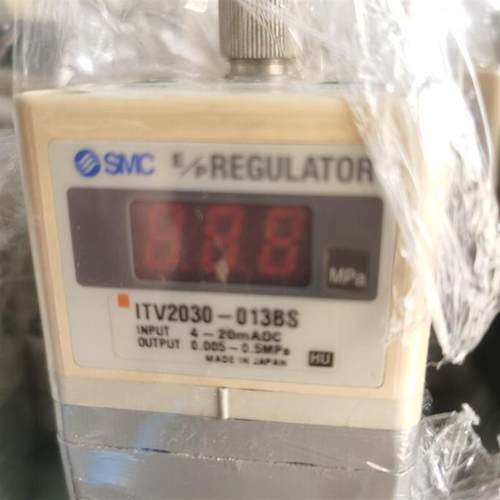 SMC E/P REGULATOR
888
MPa
ITV2030-013BS
INPUT 4~20mADC
OUTPUT 0.005~0.5MPa
MADE IN JAPAN HU